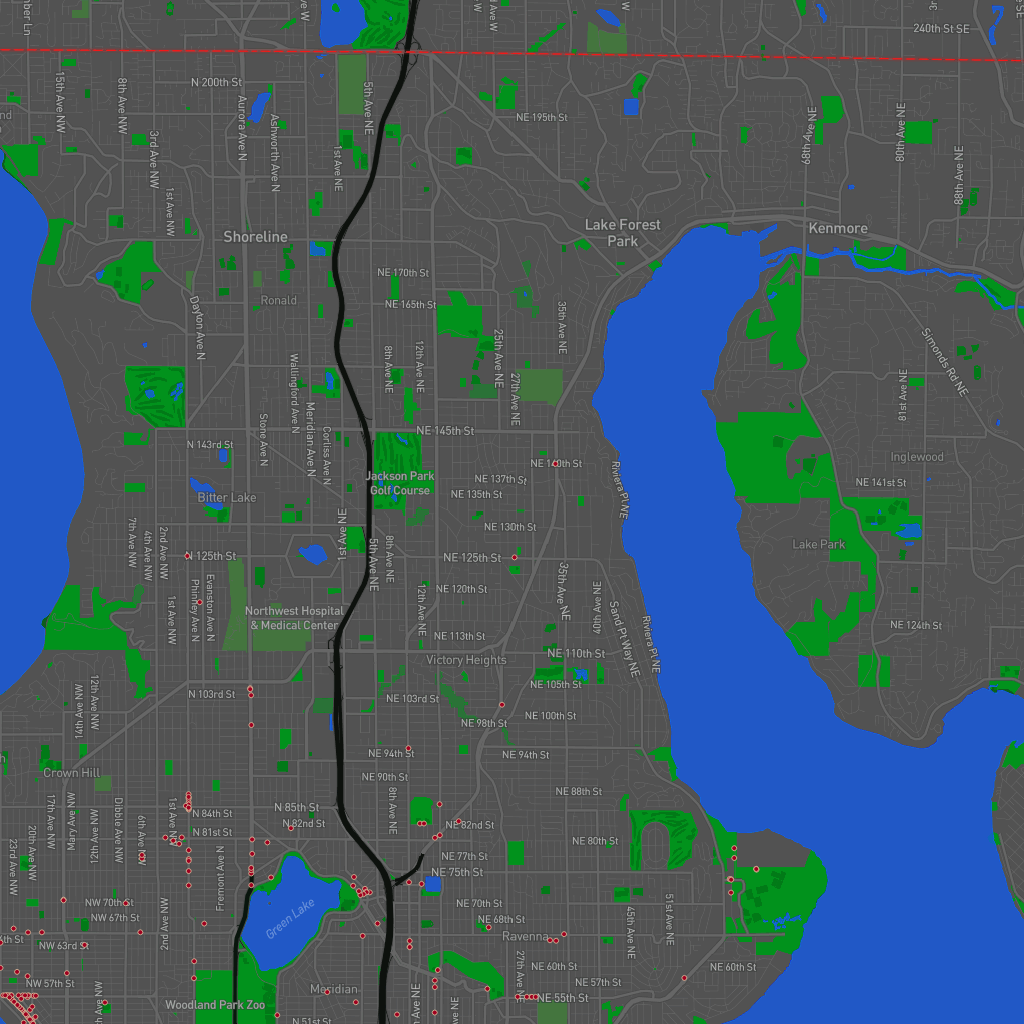 240th St SE
N 200th St
15th Ave NW
8th Ave NW
Aurora Ave N
Ashworth Ave N
5th Ave NE
3rd Ave NW
1st Ave NE
1st Ave NW
NE 195th St
68th Ave NE
80th Ave NE
88th Ave NE
Shoreline
Lake Forest
Park
Kenmore
NE 170th St
Ronald
NE 165th St
Dayton Ave N
35th Ave NE
25th Ave NE
Simonds Rd NE
8th Ave NE
12th Ave NE
27th Ave NE
81st Ave NE
Wallingford Ave N
Meridian Ave N
Stone Ave N
Corliss Ave N
N 143rd St
NE 145th St
Inglewood
NE 140th St
Jackson Park
Golf Course
NE 137th St
NE 135th St
NE 141st St
Riviera Pl NE
Bitter Lake
1st Ave NE
NE 130th St
7th Ave NW
4th Ave NW
2nd Ave NW
N 125th St
5th Ave NE
8th Ave NE
NE 125th St
Lake Park
NE 120th St
35th Ave NE
40th Ave NE
Sand Pt Way NE
Riviera Pl NE
1st Ave NW
Phinney Ave N
Evanston Ave N
Northwest Hospital
& Medical Center
12th Ave NE
NE 113th St
NE 124th St
Victory Heights
NE 110th St
NE 105th St
N 103rd St
NE 103rd St
NE 100th St
14th Ave NW
12th Ave NW
NE 98th St
NE 94th St
NE 94th St
Crown Hill
NE 90th St
NE 88th St
8th Ave NE
17th Ave NW
Mary Ave NW
12th Ave NW
Dibble Ave NW
6th Ave NW
1st Ave NW
N 84th St
N 85th St
N 82nd St
N 81st St
NE 82nd St
NE 80th St
23rd Ave NW
20th Ave NW
Fremont Ave N
NE 77th St
NE 75th St
NW 70th St
NW 67th St
NE 70th St
NE 68th St
Green Lake
2nd Ave NW
45th Ave NE
51st Ave NE
Ravenna
NW 63rd St
27th Ave NE
NE 60th St
NE 60th St
NW 57th St
NE 57th St
Meridian
NE 55th St
Woodland Park Zoo
N 51st St